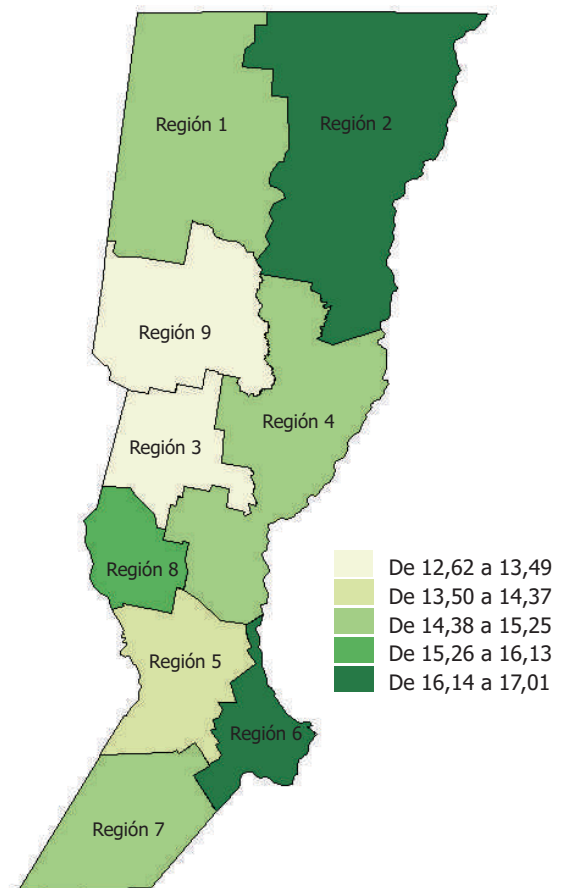 Región 1
Región 2
Región 9
Región 4
Región 3
Región 8
Región 5
Región 6
Región 7
De 12,62 a 13,49
De 13,50 a 14,37
De 14,38 a 15,25
De 15,26 a 16,13
De 16,14 a 17,01